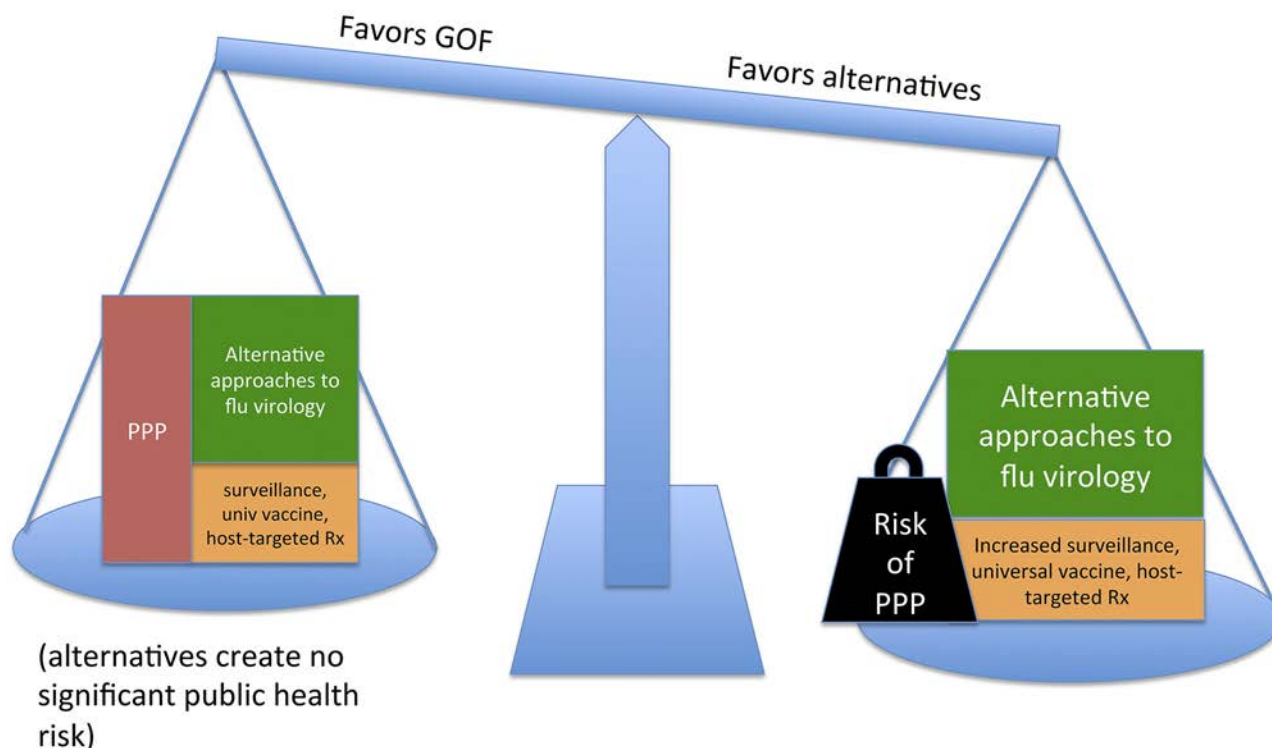 Favors GOF
Favors alternatives
PPP
Alternative
approaches to
flu virology
surveillance,
univ vaccine,
host-targeted Rx
Risk
of
PPP
Alternative
approaches to
flu virology
Increased surveillance,
universal vaccine, host-
targeted Rx
(alternatives create no
significant public health
risk)